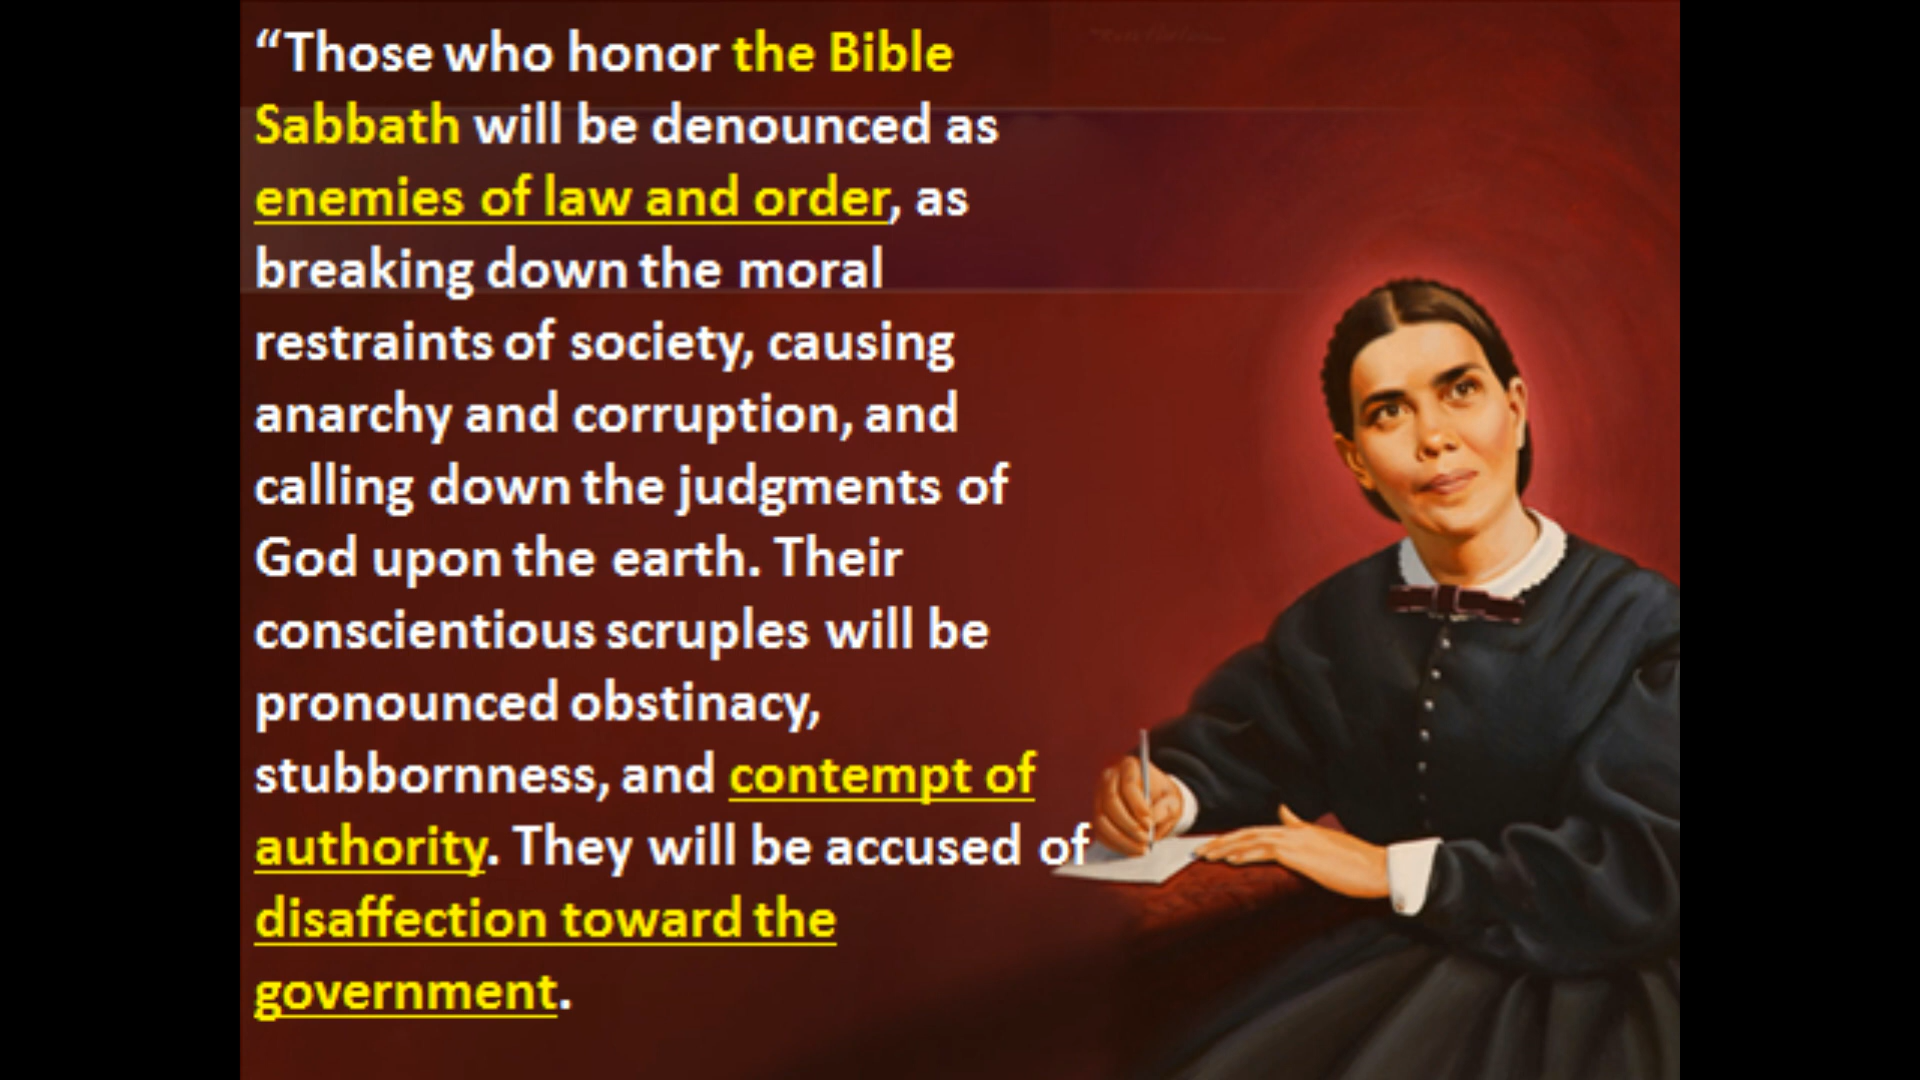 “Those who honor the Bible
Sabbath will be denounced as
enemies of law and order, as
breaking down the moral
restraints of society, causing
anarchy and corruption, and
calling down the judgments of
God upon the earth. Their
conscientious scruples will be
pronounced obstinacy,
stubbornness, and contempt of
authority. They will be accused of
disaffection toward the
government.